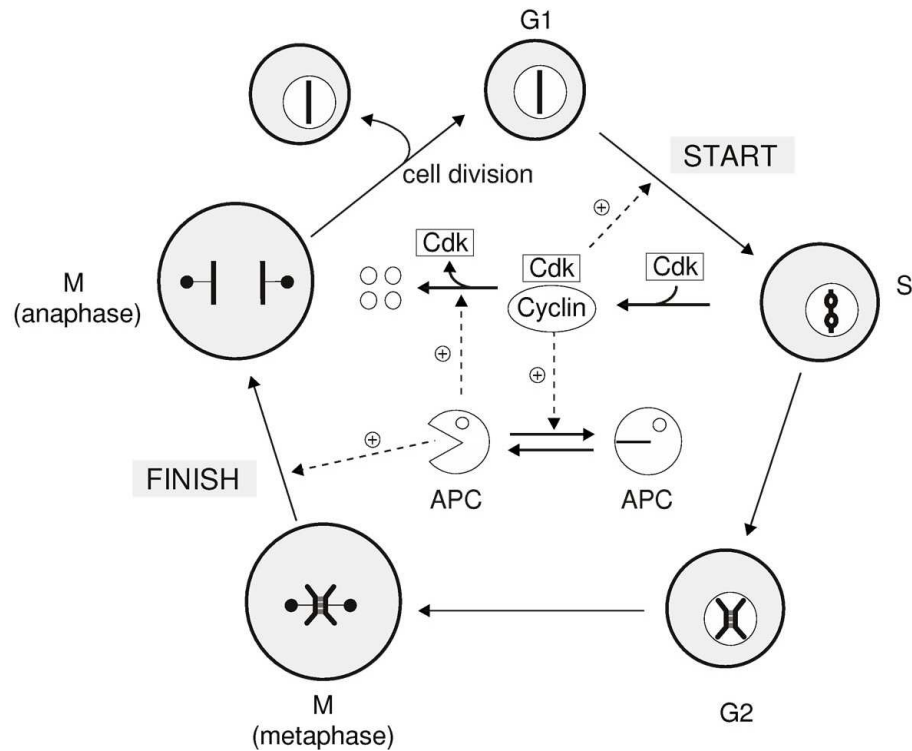 G1
START
cell division
Cdk
Cdk
Cdk
Cyclin
S
M
(anaphase)
FINISH
APC
APC
M
(metaphase)
G2